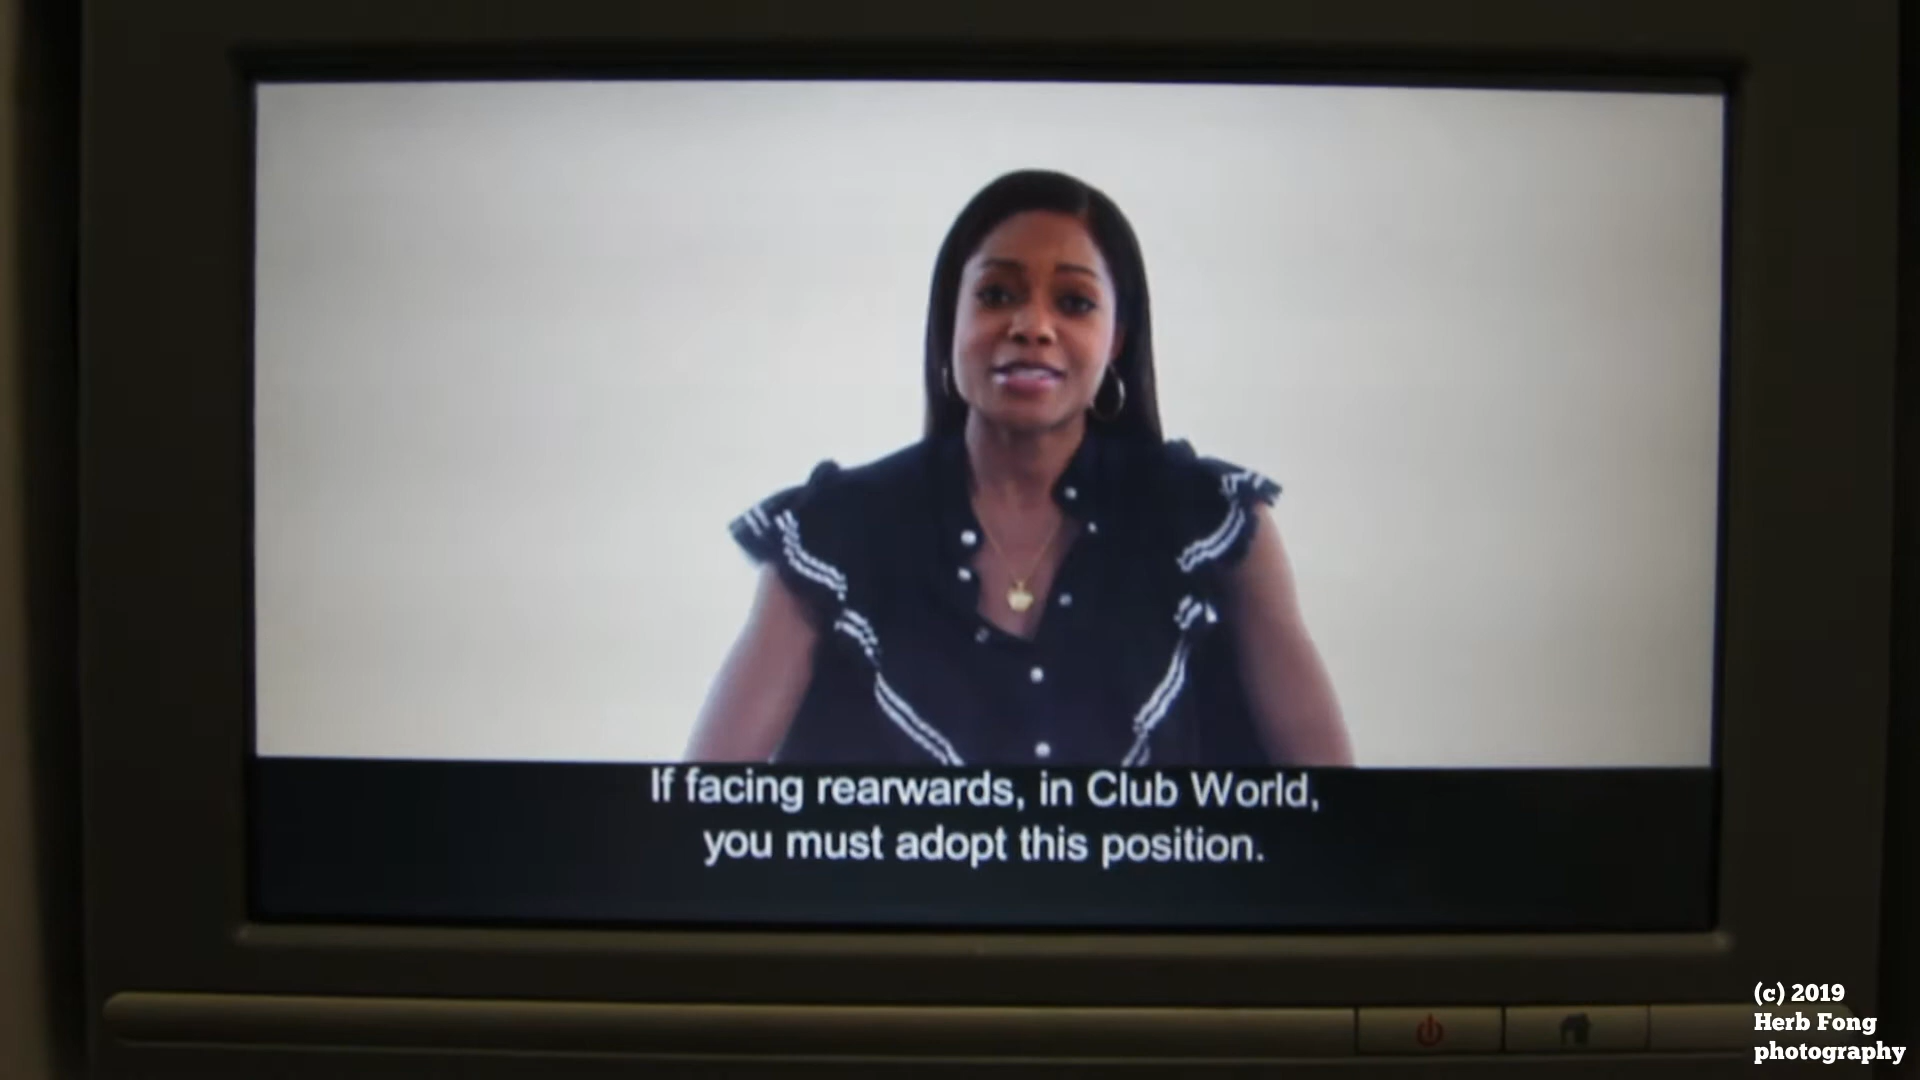 If facing rearwards, in Club World,
you must adopt this position.
(c) 2019
Herb Fong
photography